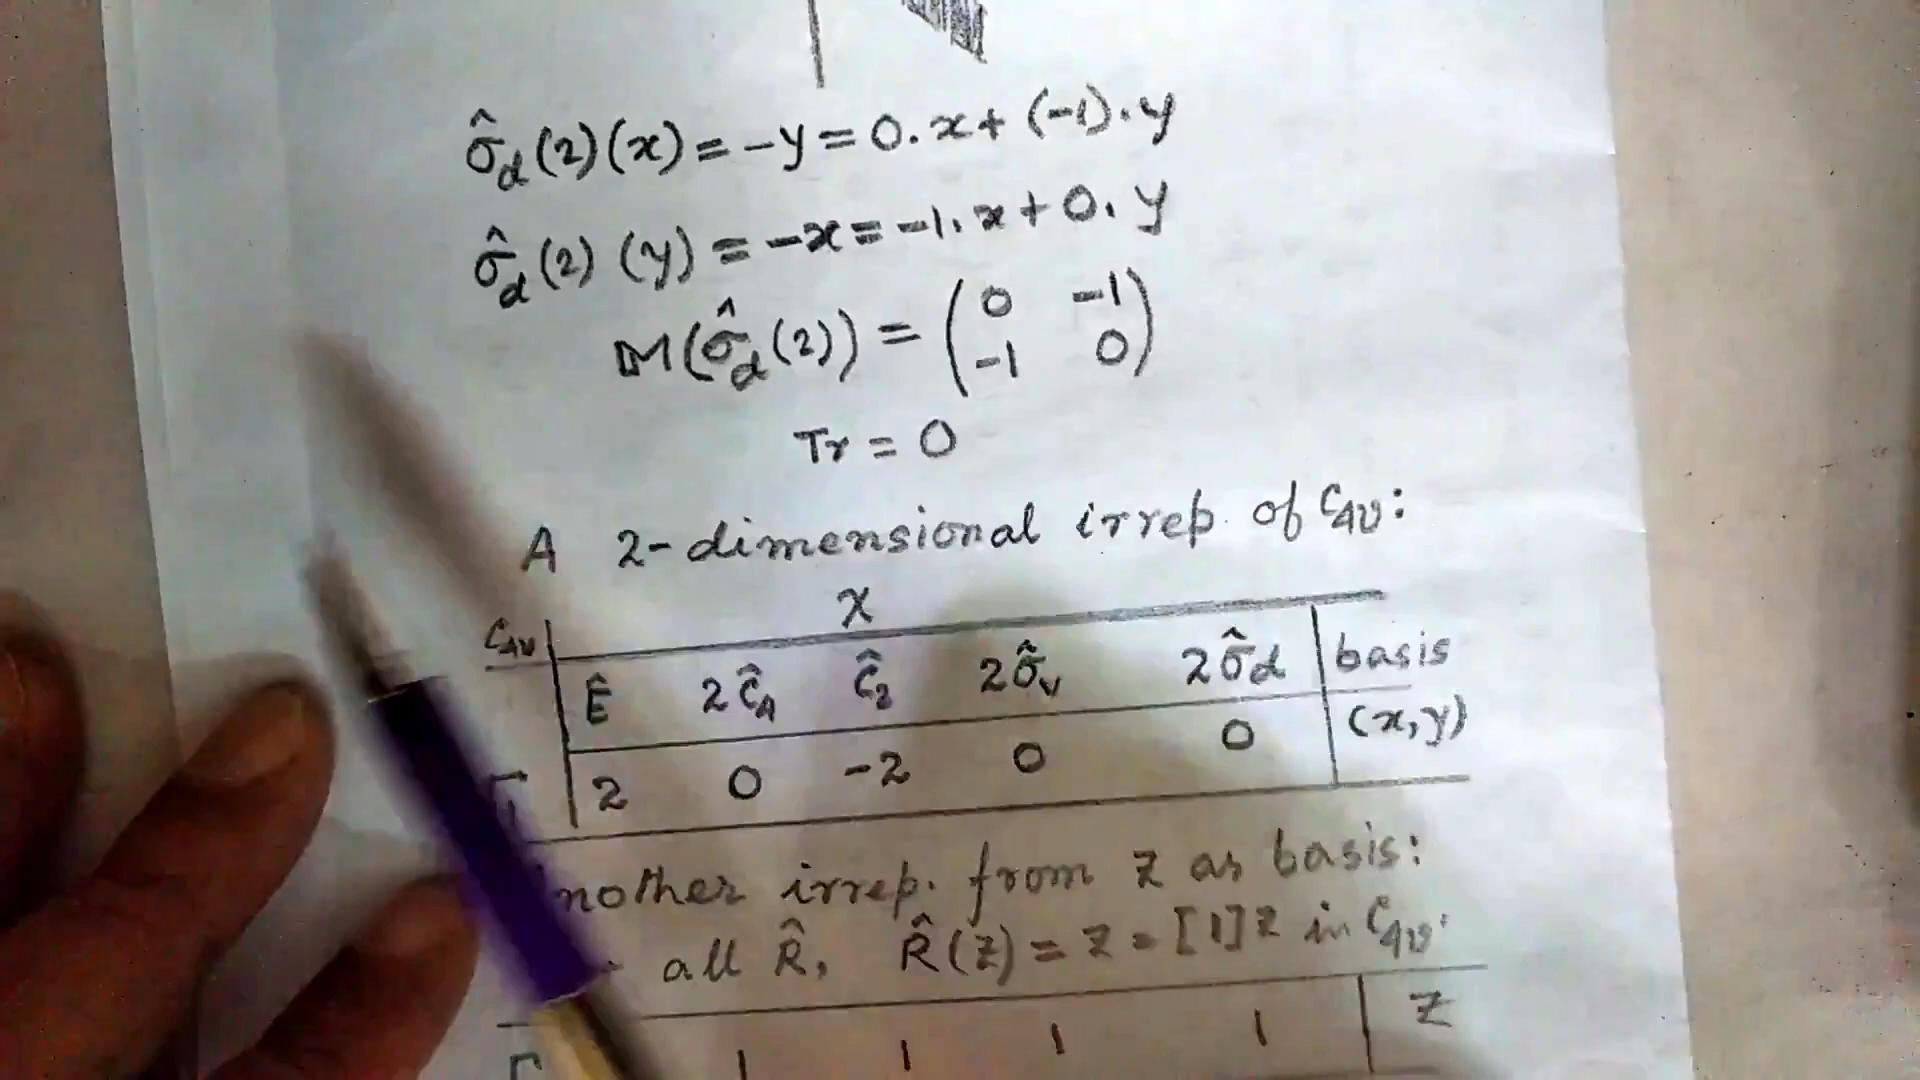 σ̂d(2)(x) = -y = 0.x + (-1).y
σ̂d(2)(y) = -x = -1.x + 0.y
M(σ̂d(2)) = ( 0 -1
-1 0 )
Tr = 0
A 2-dimensional irrep. of C4v:
χ
C4v Ê 2Ĉ4 Ĉ2 2σ̂v 2σ̂d basis
Γ1 2 0 -2 0 0 (x,y)
nother irrep. from z as basis:
all R̂, R̂(z) = z = [1]z in C4v.
Γ 1 1 1 1 z